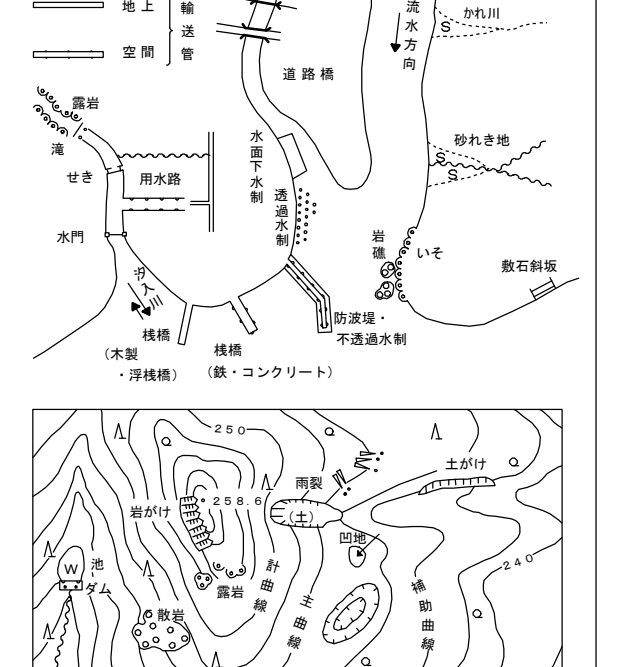 地上
空間
輸送管
流水方向
かれ川
S
道路橋
露岩
滝
せき
用水路
水門
水面下水制
透過水制
砂れき地
S
S
岩礁
いそ
敷石斜坂
汐入川
桟橋
(木製
・浮桟橋)
桟橋
(鉄・コンクリート)
防波堤・
不透過水制
250
雨裂
土がけ
岩がけ
258.6
(土)
凹地
240
池
W
ダム
露岩
散岩
計曲線
主曲線
補助曲線